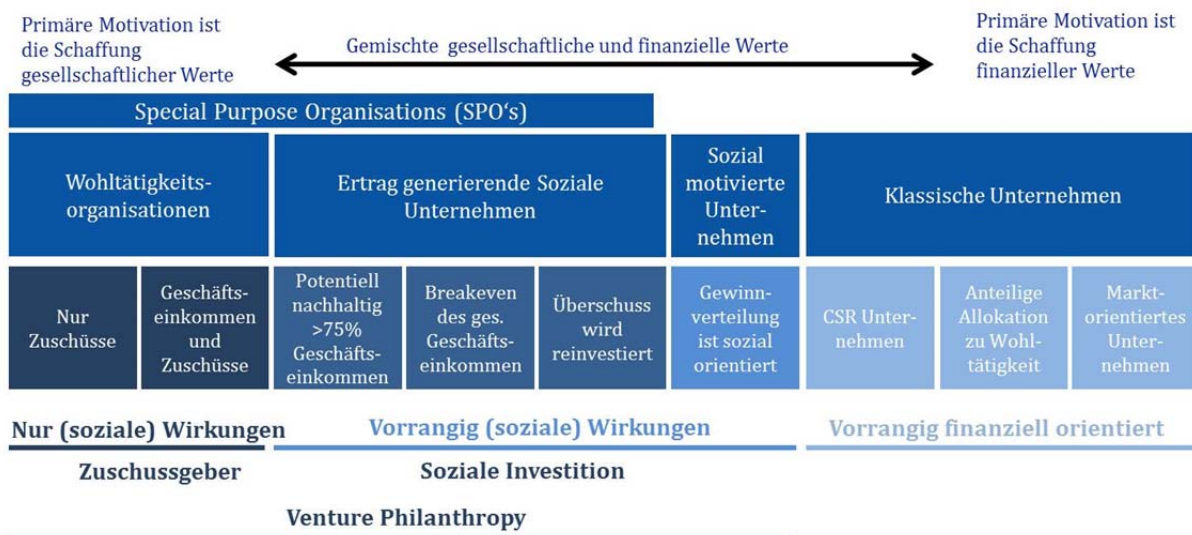 Primäre Motivation ist
die Schaffung
gesellschaftlicher Werte
Gemischte gesellschaftliche und finanzielle Werte
Primäre Motivation ist
die Schaffung
finanzieller Werte
Special Purpose Organisations (SPO's)
Wohltätigkeits-
organisationen
Ertrag generierende Soziale
Unternehmen
Sozial
motivierte
Unter-
nehmen
Klassische Unternehmen
Nur
Zuschüsse
Geschäfts-
einkommen
und
Zuschüsse
Potentiell
nachhaltig
>75%
Geschäfts-
einkommen
Breakeven
des ges.
Geschäfts-
einkommen
Überschuss
wird
reinvestiert
Gewinn-
verteilung
ist sozial
orientiert
CSR Unter-
nehmen
Anteilige
Allokation
zu Wohl-
tätigkeit
Markt-
orientiertes
Unter-
nehmen
Nur (soziale) Wirkungen
Vorrangig (soziale) Wirkungen
Vorrangig finanziell orientiert
Zuschussgeber
Soziale Investition
Venture Philanthropy